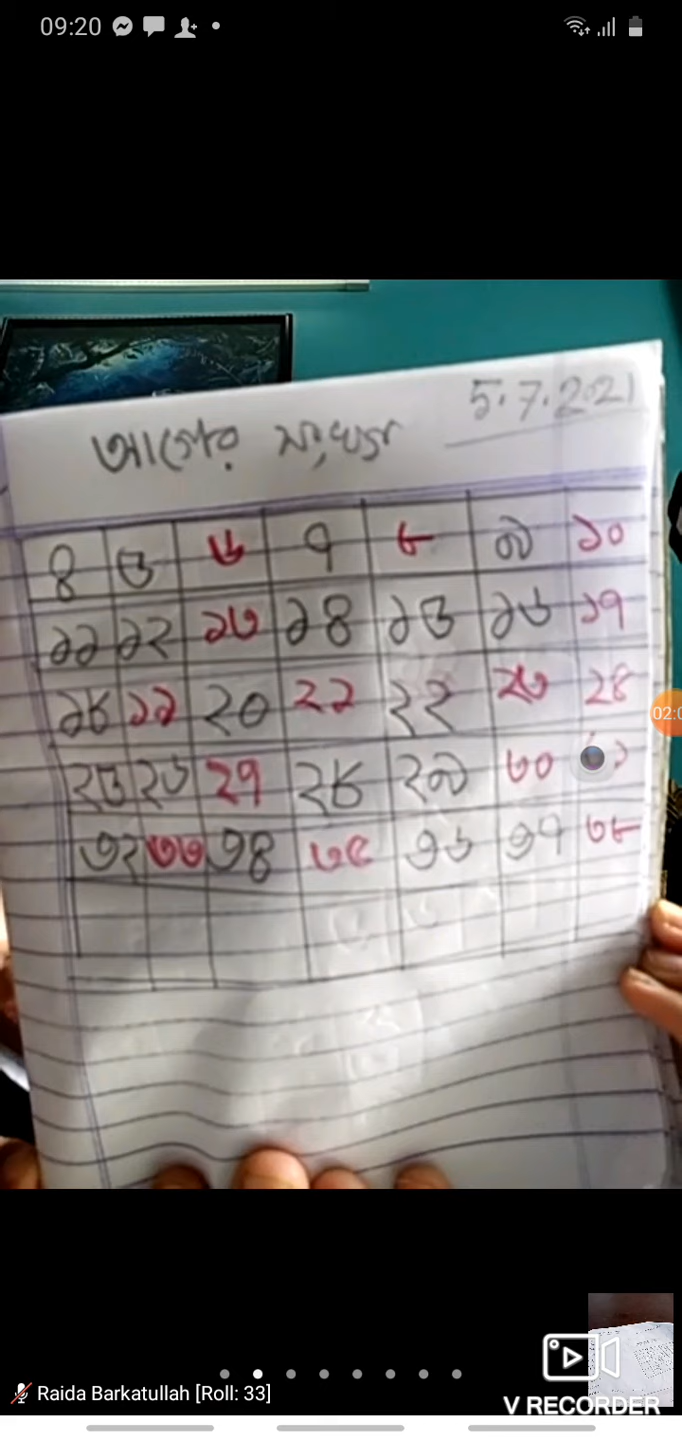 09:20
5.7.2021
আগের সংখ্যা
৪ ৫ ৬ ৭ ৮ ৯ ১০
১১ ১২ ১৩ ১৪ ১৫ ১৬ ১৭
১৮ ১৯ ২০ ২১ ২২ ২৩ ২৪
২৫ ২৬ ২৭ ২৮ ২৯ ৩০
৩২ ৩৩ ৩৪ ৩৫ ৩৬ ৩৭ ৩৮
Raida Barkatullah [Roll: 33]
V RECORDER